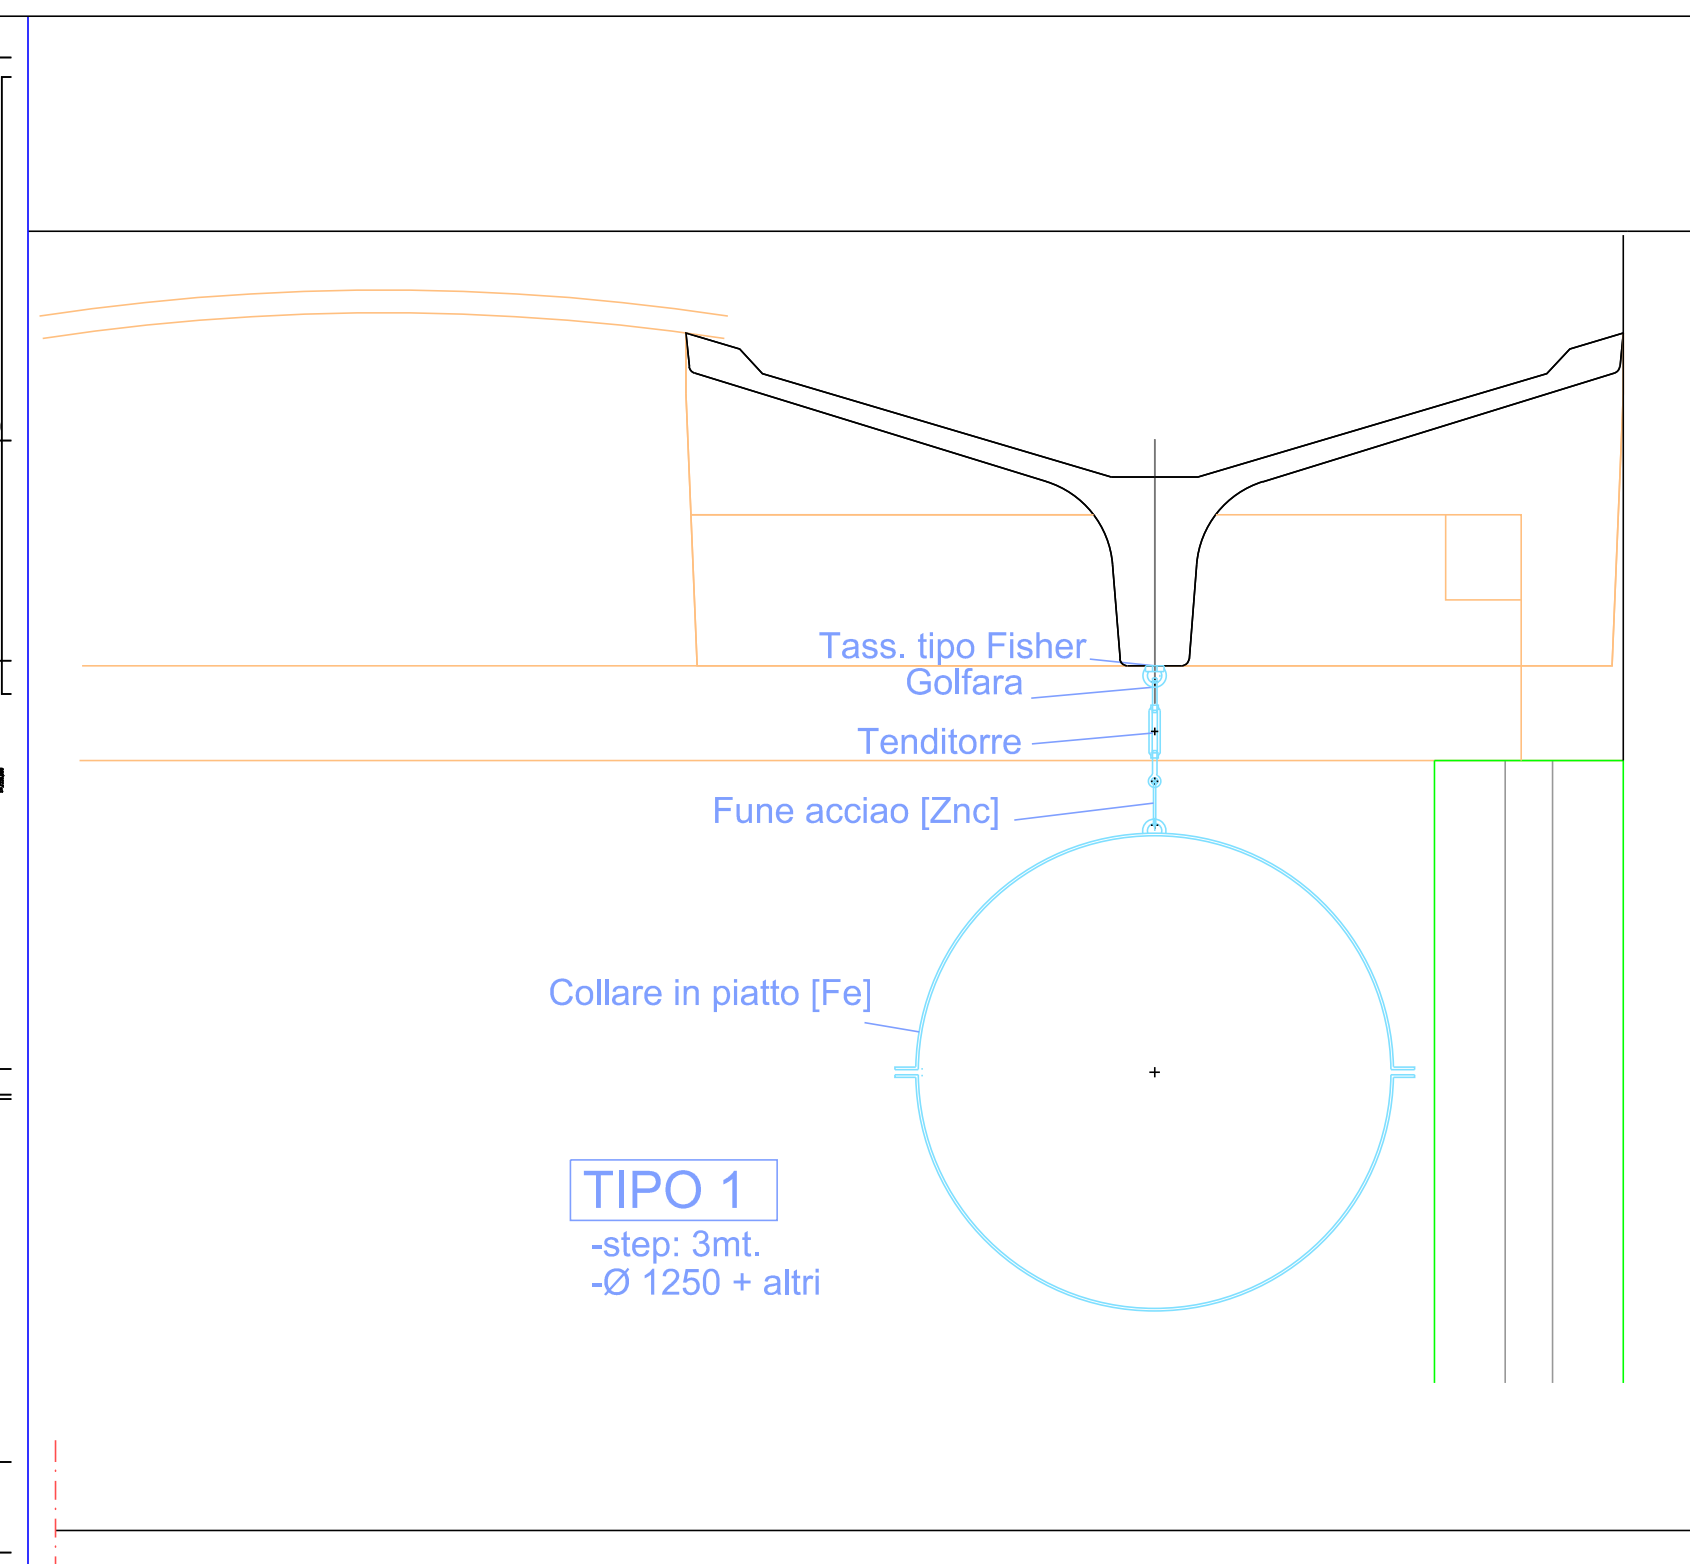 Tass. tipo Fisher
Golfara
Tenditorre
Fune acciao [Znc]
Collare in piatto [Fe]
TIPO 1
-step: 3mt.
-Ø 1250 + altri